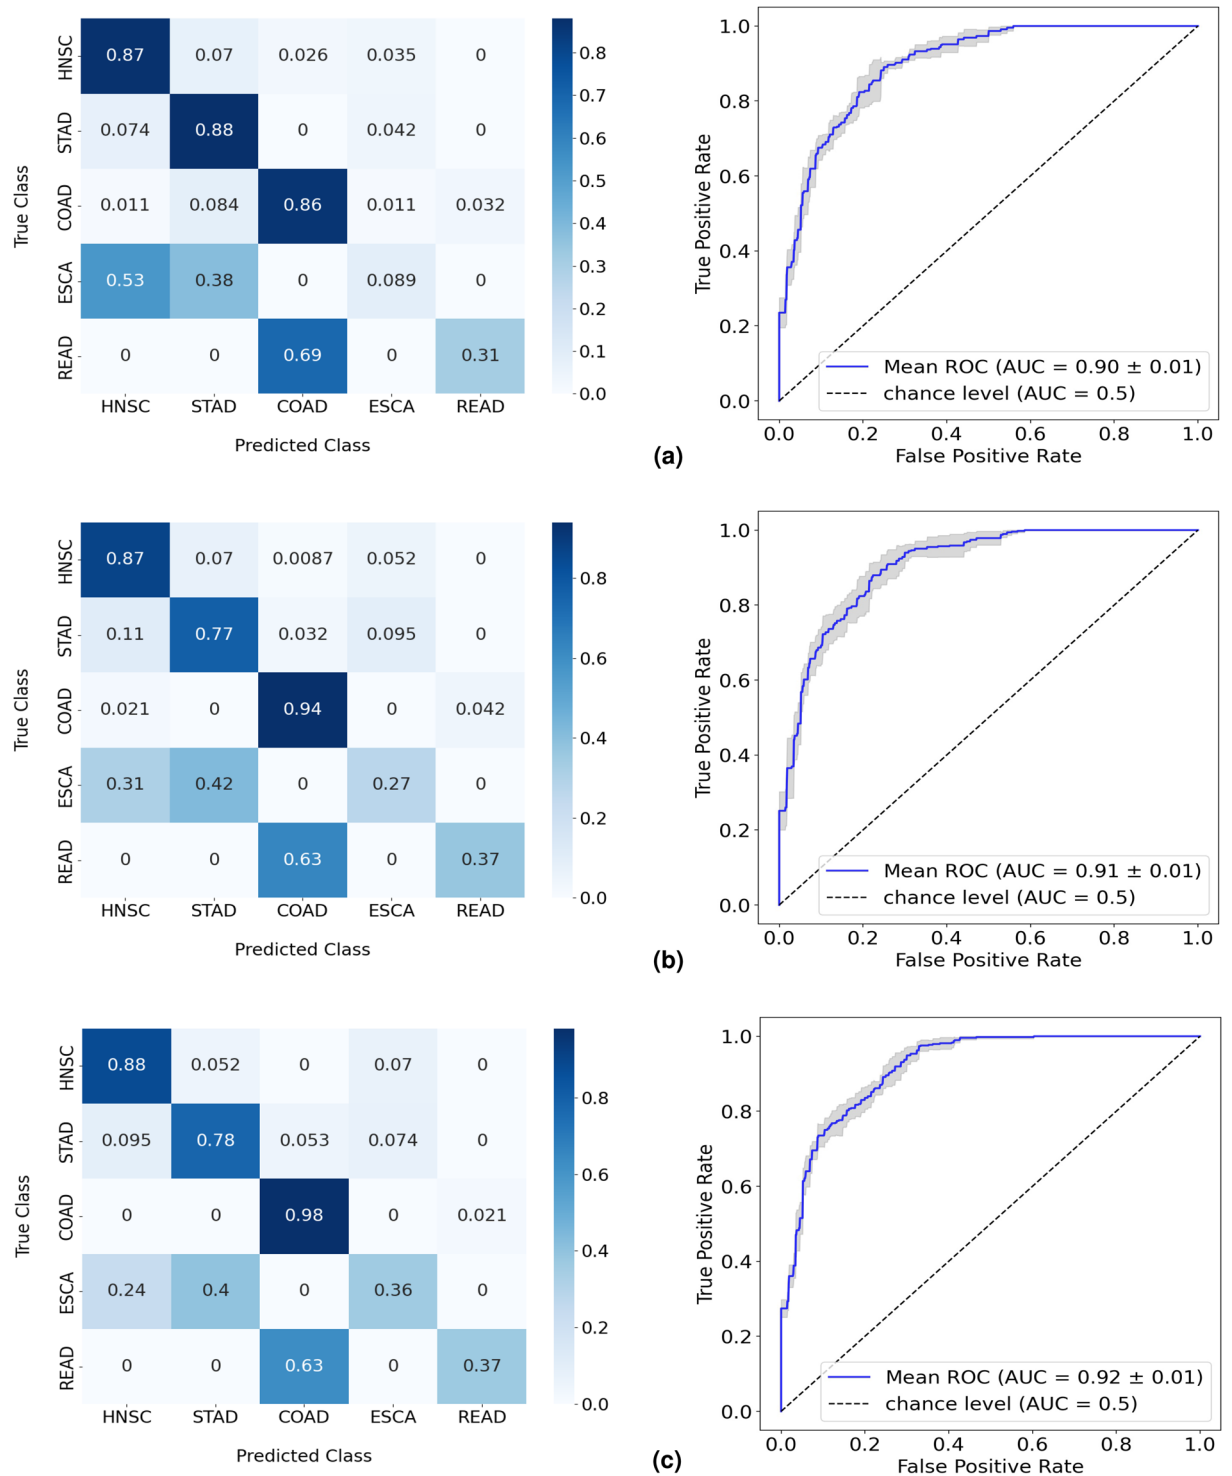 True Class
HNSC 0.87 0.07 0.026 0.035 0
STAD 0.074 0.88 0 0.042 0
COAD 0.011 0.084 0.86 0.011 0.032
ESCA 0.53 0.38 0 0.089 0
READ 0 0 0.69 0 0.31
HNSC STAD COAD ESCA READ
Predicted Class
0.8
0.7
0.6
0.5
0.4
0.3
0.2
0.1
0.0
True Positive Rate
1.0
0.8
0.6
0.4
0.2
0.0
Mean ROC (AUC = 0.90 ± 0.01)
chance level (AUC = 0.5)
0.0 0.2 0.4 0.6 0.8 1.0
False Positive Rate
(a)
True Class
HNSC 0.87 0.07 0.0087 0.052 0
STAD 0.11 0.77 0.032 0.095 0
COAD 0.021 0 0.94 0 0.042
ESCA 0.31 0.42 0 0.27 0
READ 0 0 0.63 0 0.37
HNSC STAD COAD ESCA READ
Predicted Class
0.8
0.6
0.4
0.2
0.0
True Positive Rate
1.0
0.8
0.6
0.4
0.2
0.0
Mean ROC (AUC = 0.91 ± 0.01)
chance level (AUC = 0.5)
0.0 0.2 0.4 0.6 0.8 1.0
False Positive Rate
(b)
True Class
HNSC 0.88 0.052 0 0.07 0
STAD 0.095 0.78 0.053 0.074 0
COAD 0 0 0.98 0 0.021
ESCA 0.24 0.4 0 0.36 0
READ 0 0 0.63 0 0.37
HNSC STAD COAD ESCA READ
Predicted Class
0.8
0.6
0.4
0.2
0.0
True Positive Rate
1.0
0.8
0.6
0.4
0.2
0.0
Mean ROC (AUC = 0.92 ± 0.01)
chance level (AUC = 0.5)
0.0 0.2 0.4 0.6 0.8 1.0
False Positive Rate
(c)